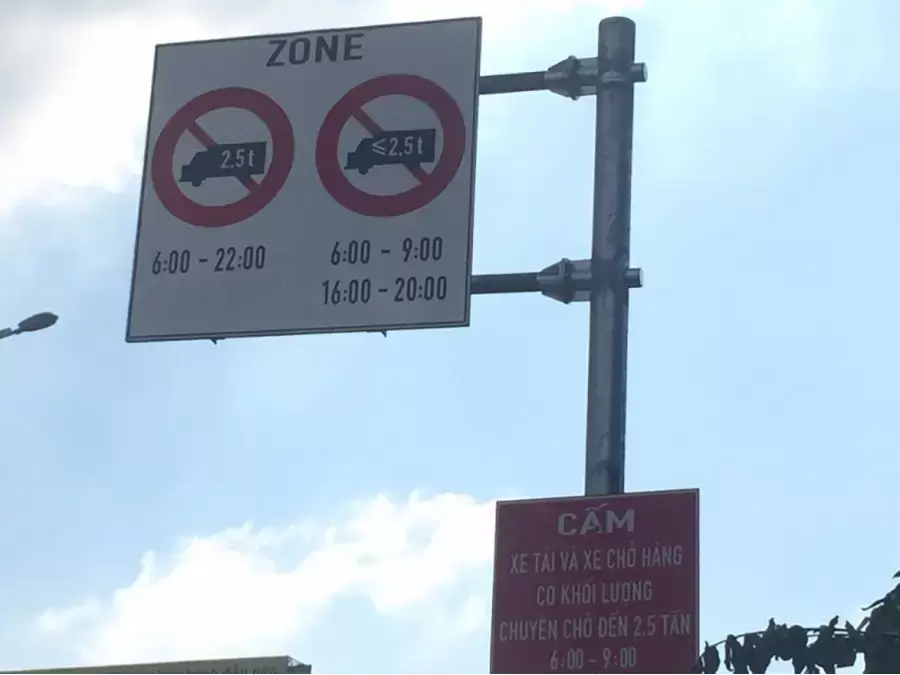 ZONE
2.5t
≤2.5t
6:00 - 22:00
6:00 - 9:00
16:00 - 20:00
CẤM
XE TẢI VÀ XE CHỞ HÀNG
CÓ KHỐI LƯỢNG
CHUYÊN CHỞ ĐẾN 2.5 TẤN
6:00 - 9:00